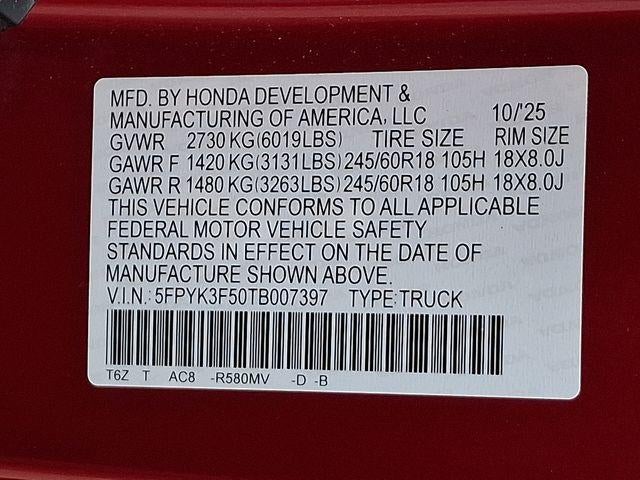 MFD. BY HONDA DEVELOPMENT &
MANUFACTURING OF AMERICA, LLC 10/'25
GVWR 2730 KG(6019LBS) TIRE SIZE RIM SIZE
GAWR F 1420 KG(3131LBS) 245/60R18 105H 18X8.0J
GAWR R 1480 KG(3263LBS) 245/60R18 105H 18X8.0J
THIS VEHICLE CONFORMS TO ALL APPLICABLE
FEDERAL MOTOR VEHICLE SAFETY
STANDARDS IN EFFECT ON THE DATE OF
MANUFACTURE SHOWN ABOVE.
V.I.N.: 5FPYK3F50TB007397 TYPE: TRUCK
T6Z T AC8 -R580MV -D -B